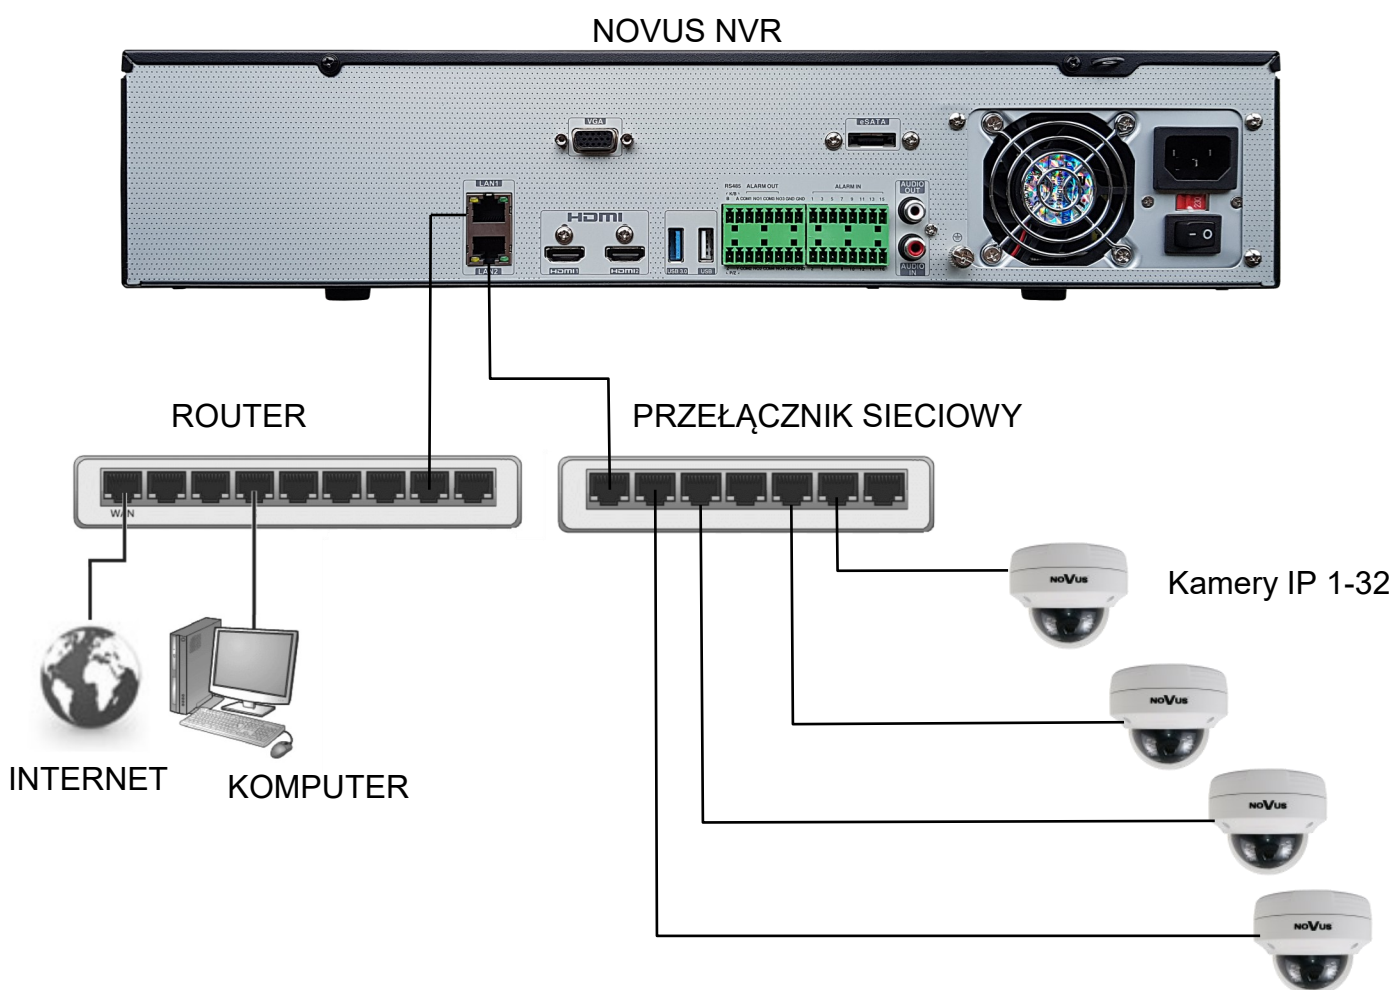 NOVUS NVR
VGA
eSATA
LAN1
RS485 ALARM OUT
ALARM IN
AUDIO OUT
HDMI
HDMI1
HDMI2
USB 3.0
USB
LAN2
AUDIO IN
ROUTER
PRZEŁĄCZNIK SIECIOWY
WAN
NOVUS
Kamery IP 1-32
NOVUS
INTERNET
KOMPUTER
NOVUS
NOVUS